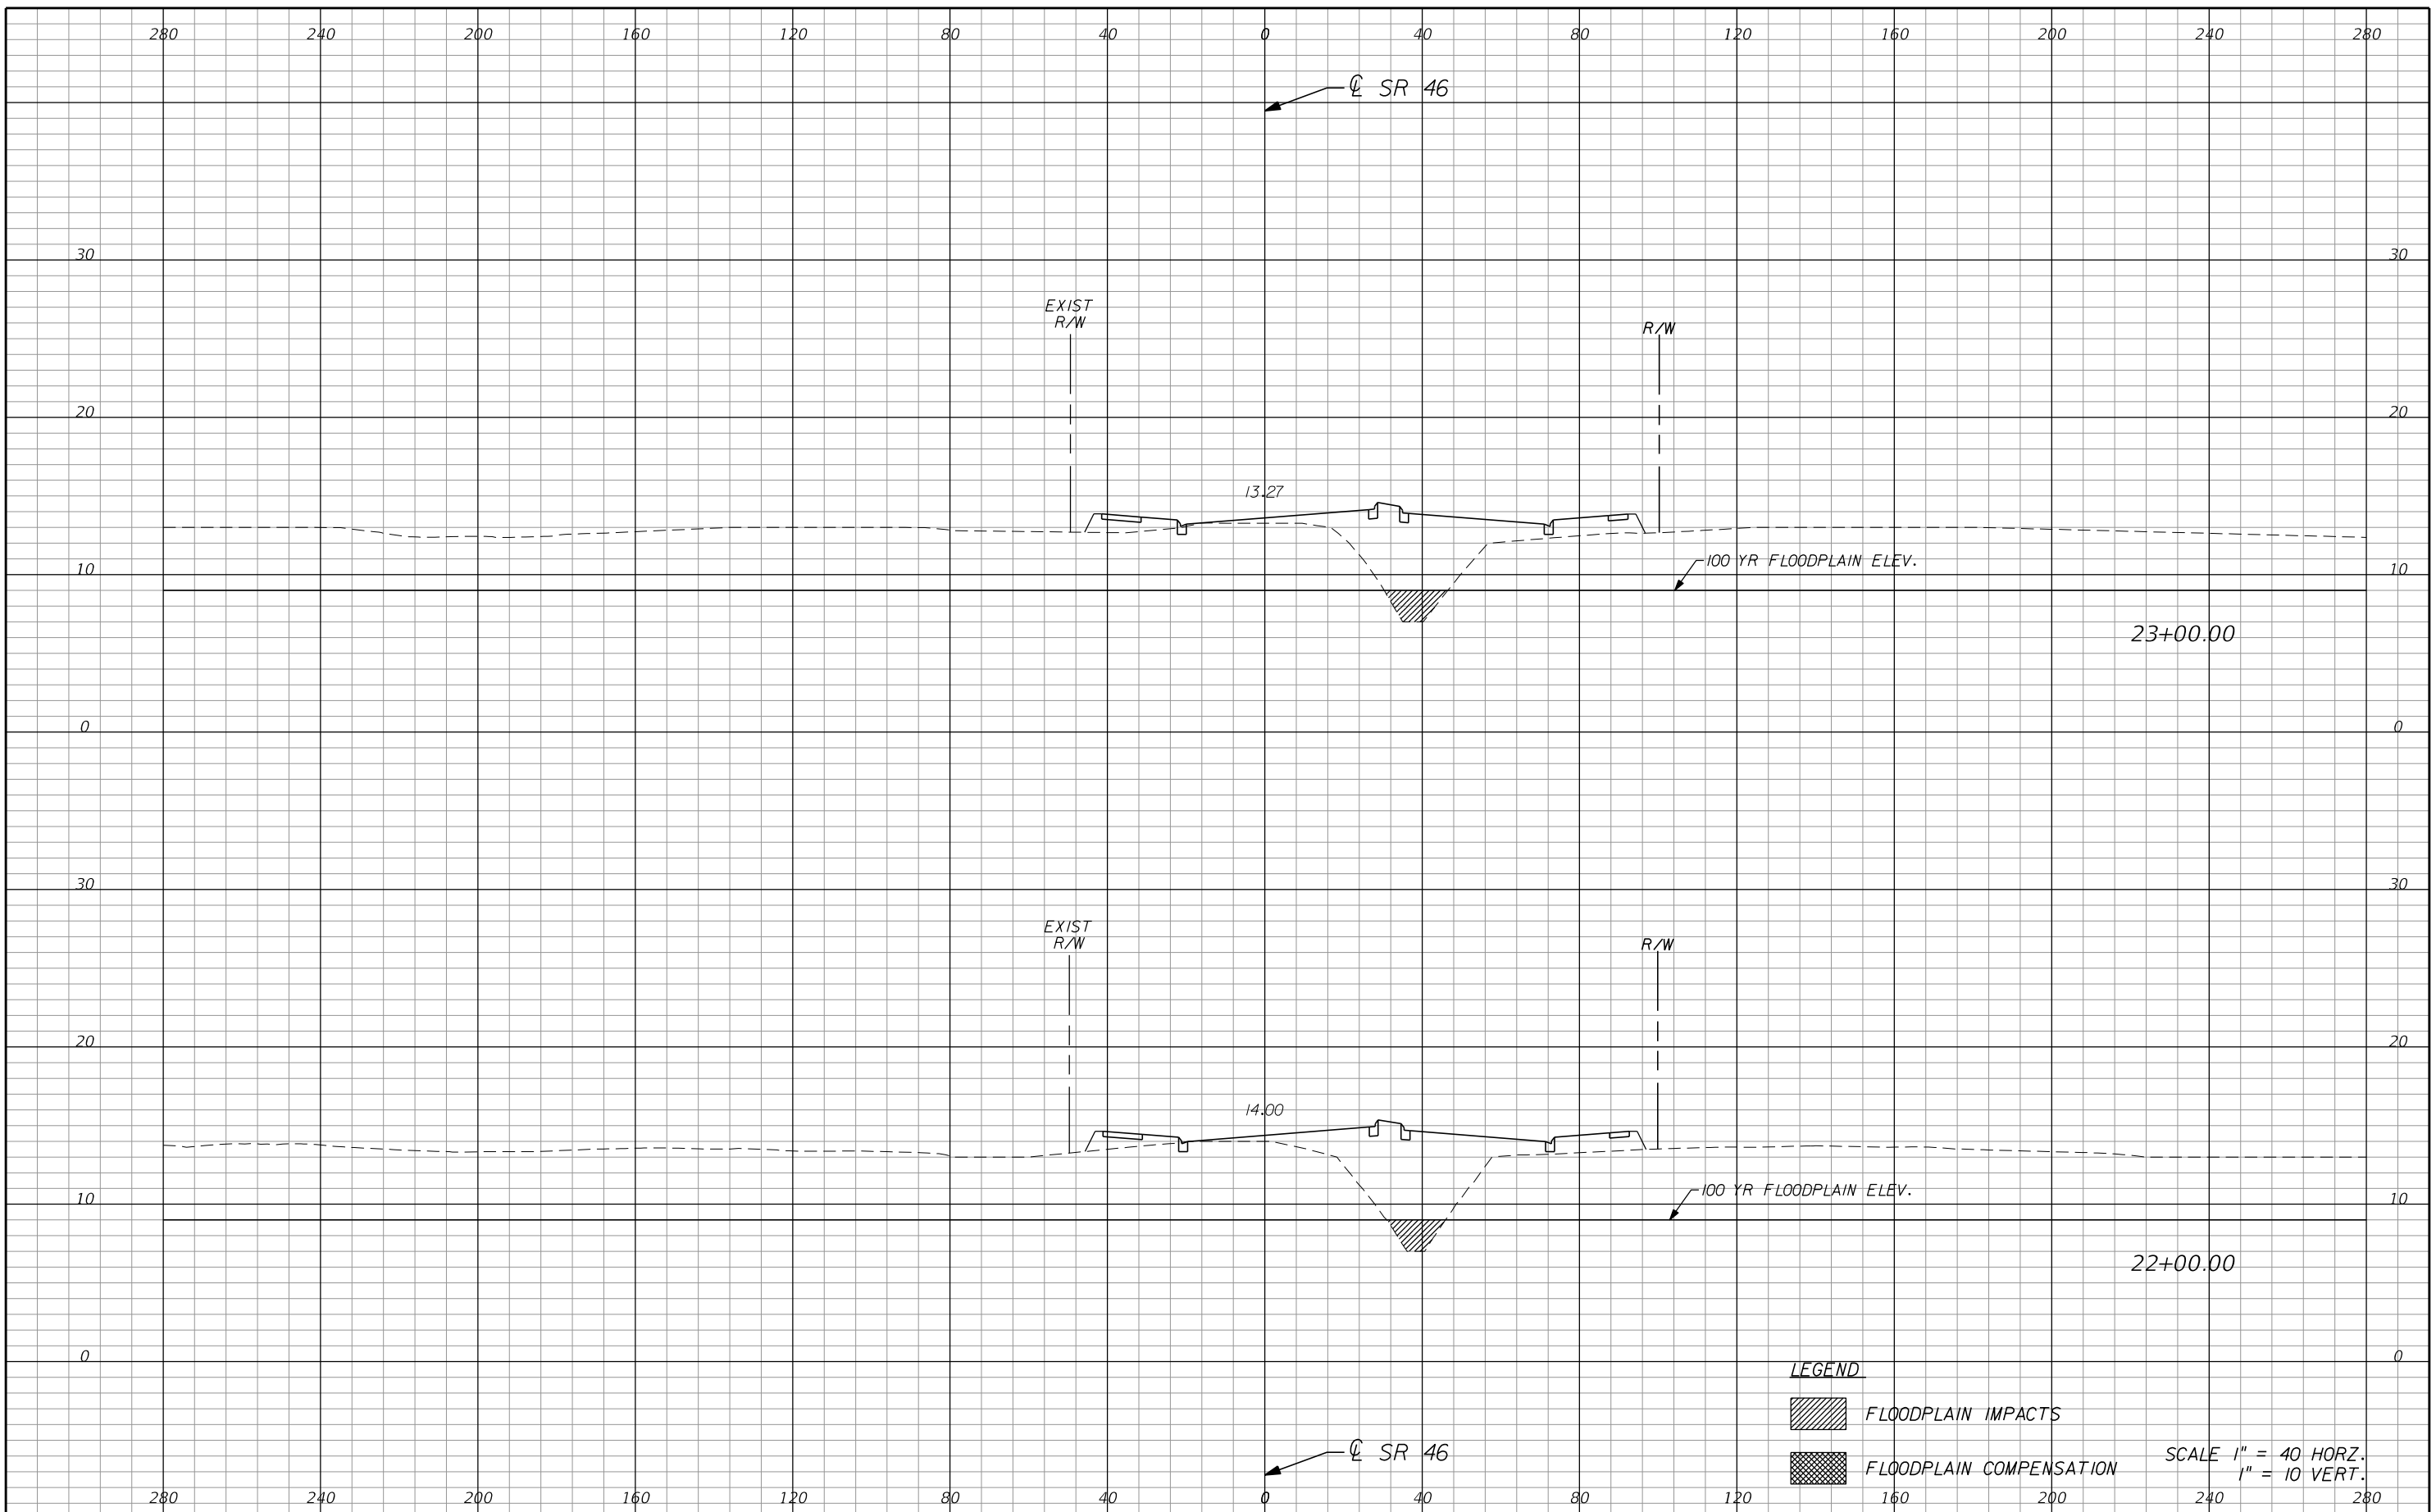 280 240 200 160 120 80 40 0 40 80 120 160 200 240 280
℄ SR 46
30 30
EXIST
R/W
R/W
20 20
13.27
100 YR FLOODPLAIN ELEV.
10 10
23+00.00
0 0
30 30
EXIST
R/W
R/W
20 20
14.00
100 YR FLOODPLAIN ELEV.
10 10
22+00.00
0 0
LEGEND
FLOODPLAIN IMPACTS
℄ SR 46
FLOODPLAIN COMPENSATION
SCALE 1" = 40 HORZ.
1" = 10 VERT.
280 240 200 160 120 80 40 0 40 80 120 160 200 240 280